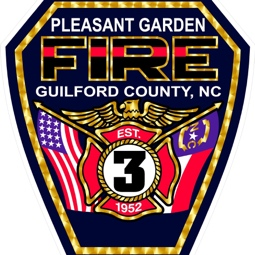 PLEASANT GARDEN
FIRE
GUILFORD COUNTY, NC
EST.
3
1952
N
C